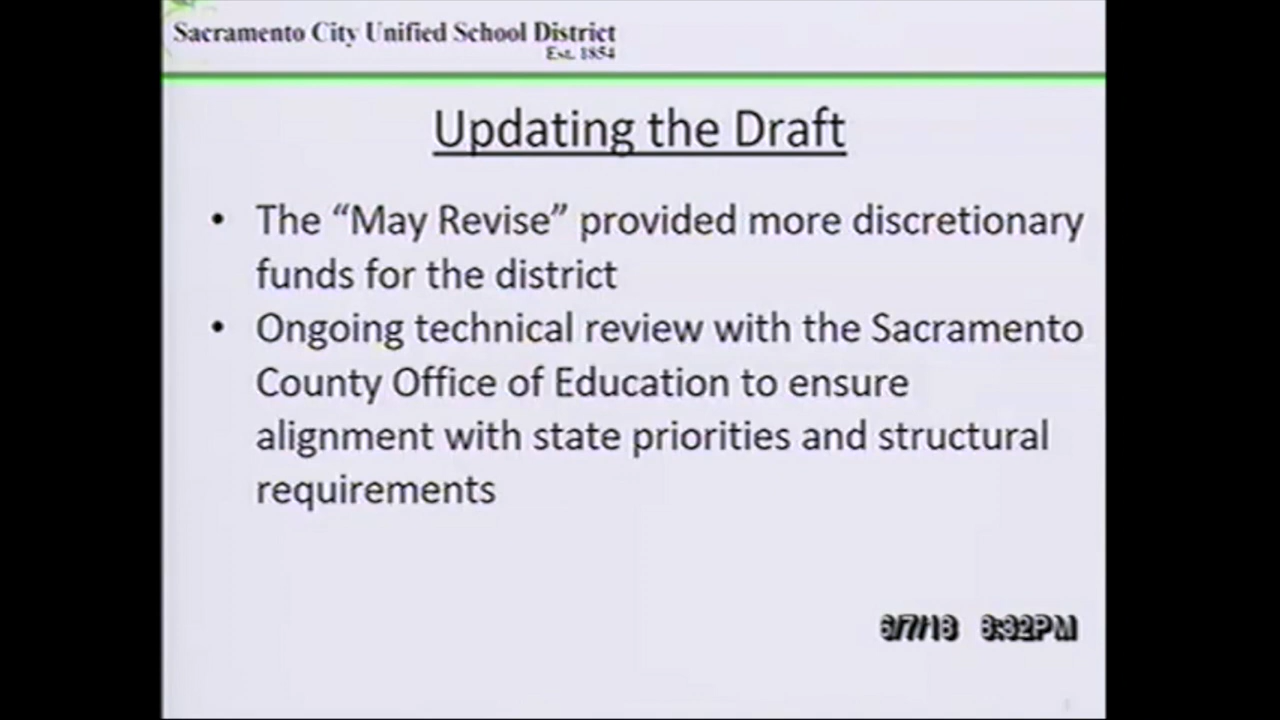 Sacramento City Unified School District
Est. 1854
Updating the Draft
• The “May Revise” provided more discretionary
funds for the district
• Ongoing technical review with the Sacramento
County Office of Education to ensure
alignment with state priorities and structural
requirements
6/7/18 8:32PM